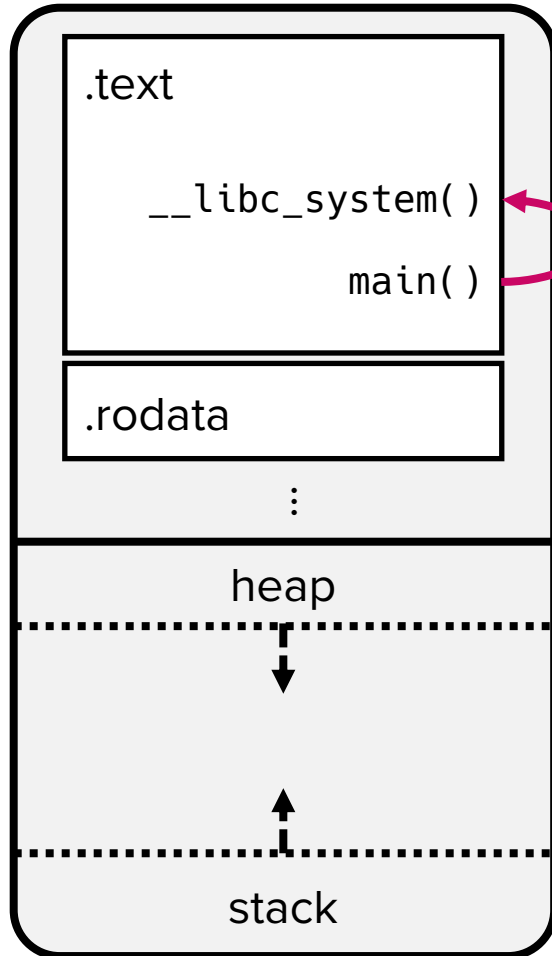 .text
__libc_system()
main()
.rodata
⋮
heap
stack